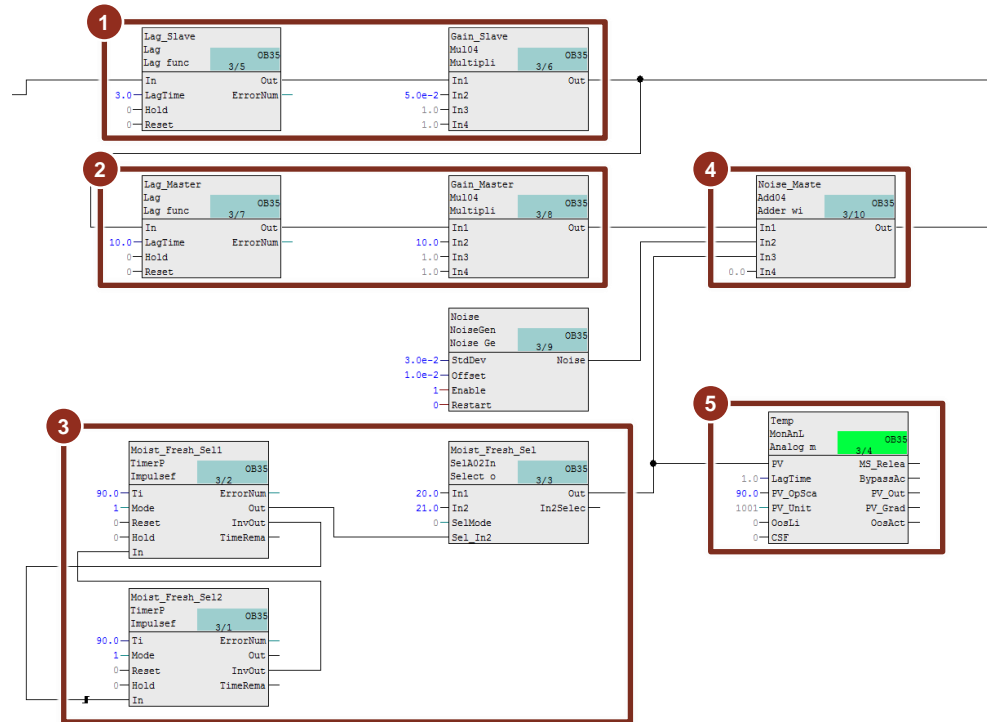 1
Lag_Slave
Lag OB35
Lag func 3/5
In Out
3.0 LagTime ErrorNum
0 Hold
0 Reset
Gain_Slave
Mul04 OB35
Multipli 3/6
In1 Out
5.0e-2 In2
1.0 In3
1.0 In4
2
Lag_Master
Lag OB35
Lag func 3/7
In Out
10.0 LagTime ErrorNum
0 Hold
0 Reset
Gain_Master
Mul04 OB35
Multipli 3/8
In1 Out
10.0 In2
1.0 In3
1.0 In4
4
Noise_Maste
Add04 OB35
Adder wi 3/10
In1 Out
In2
In3
0.0 In4
Noise
NoiseGen OB35
Noise Ge 3/9
3.0e-2 StdDev Noise
1.0e-2 Offset
1 Enable
0 Restart
3
Moist_Fresh_Sel1
TimerP OB35
Impulsef 3/2
90.0 Ti ErrorNum
1 Mode Out
0 Reset InvOut
0 Hold TimeRema
In
Moist_Fresh_Sel
SelA02In OB35
Select o 3/3
20.0 In1 Out
21.0 In2 In2Selec
0 SelMode
Sel_In2
Moist_Fresh_Sel2
TimerP OB35
Impulsef 3/1
90.0 Ti ErrorNum
1 Mode Out
0 Reset InvOut
0 Hold TimeRema
In
5
Temp
MonAnL OB35
Analog m 3/4
PV MS_Relea
1.0 LagTime BypassAc
90.0 PV_OpSca PV_Out
1001 PV_Unit PV_Grad
0 OosLi OosAct
0 CSF